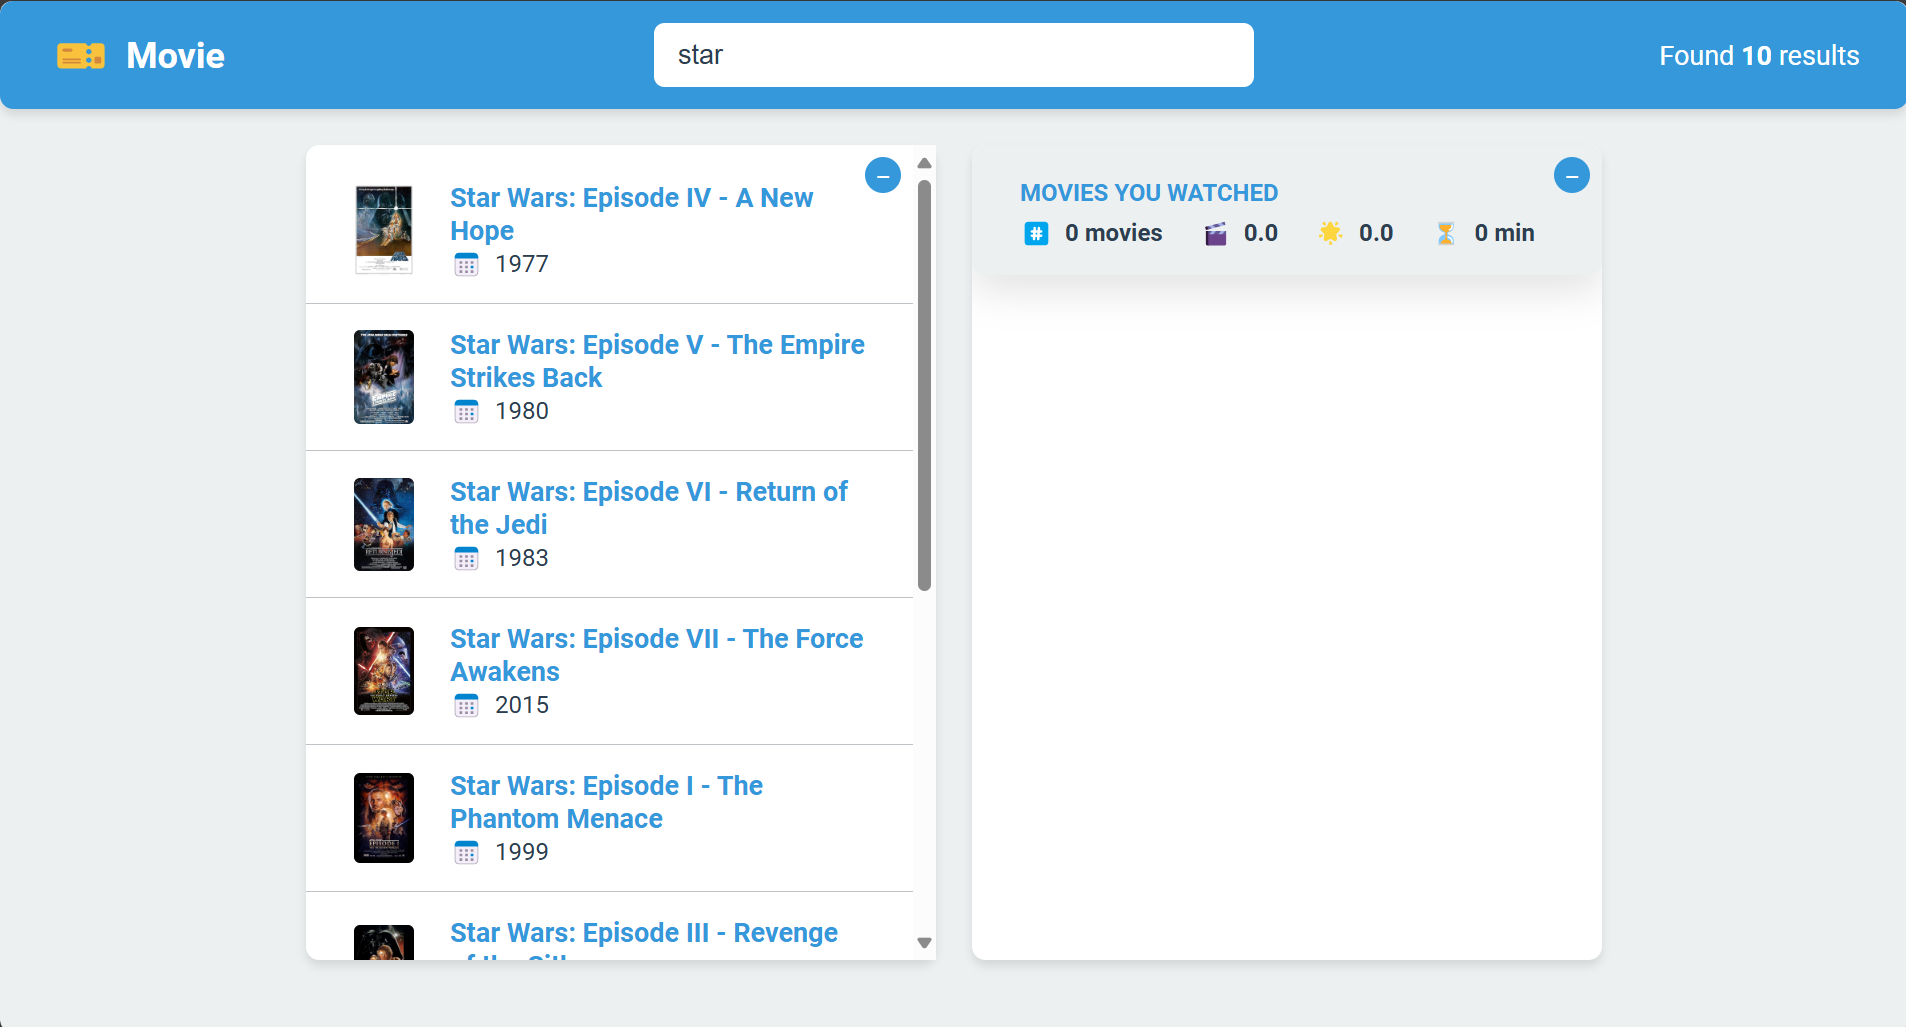 Movie
star
Found 10 results
Star Wars: Episode IV - A New
Hope
1977
Star Wars: Episode V - The Empire
Strikes Back
1980
Star Wars: Episode VI - Return of
the Jedi
1983
Star Wars: Episode VII - The Force
Awakens
2015
Star Wars: Episode I - The
Phantom Menace
1999
Star Wars: Episode III - Revenge
MOVIES YOU WATCHED
# 0 movies 0.0 0.0 0 min